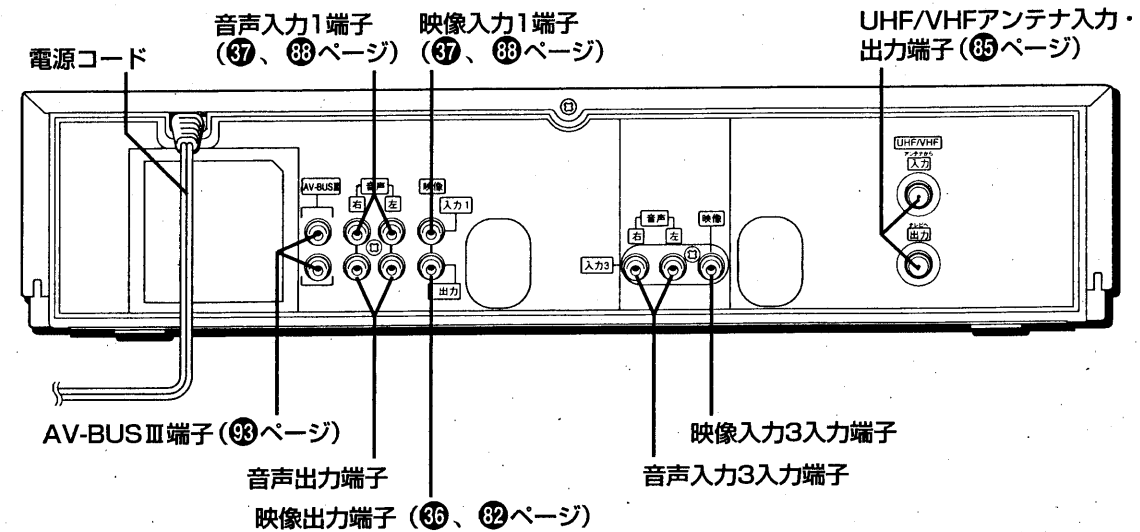 音声入力1端子
(37、88ページ)
映像入力1端子
(37、88ページ)
UHF/VHFアンテナ入力・
出力端子(85ページ)
電源コード
UHF/VHF
アンテナから
入力
AV-BUSⅢ
音声
右
左
映像
入力1
テレビへ
出力
音声
右
左
映像
入力3
出力
AV-BUSⅢ端子(93ページ)
映像入力3入力端子
音声出力端子
音声入力3入力端子
映像出力端子(36、82ページ)